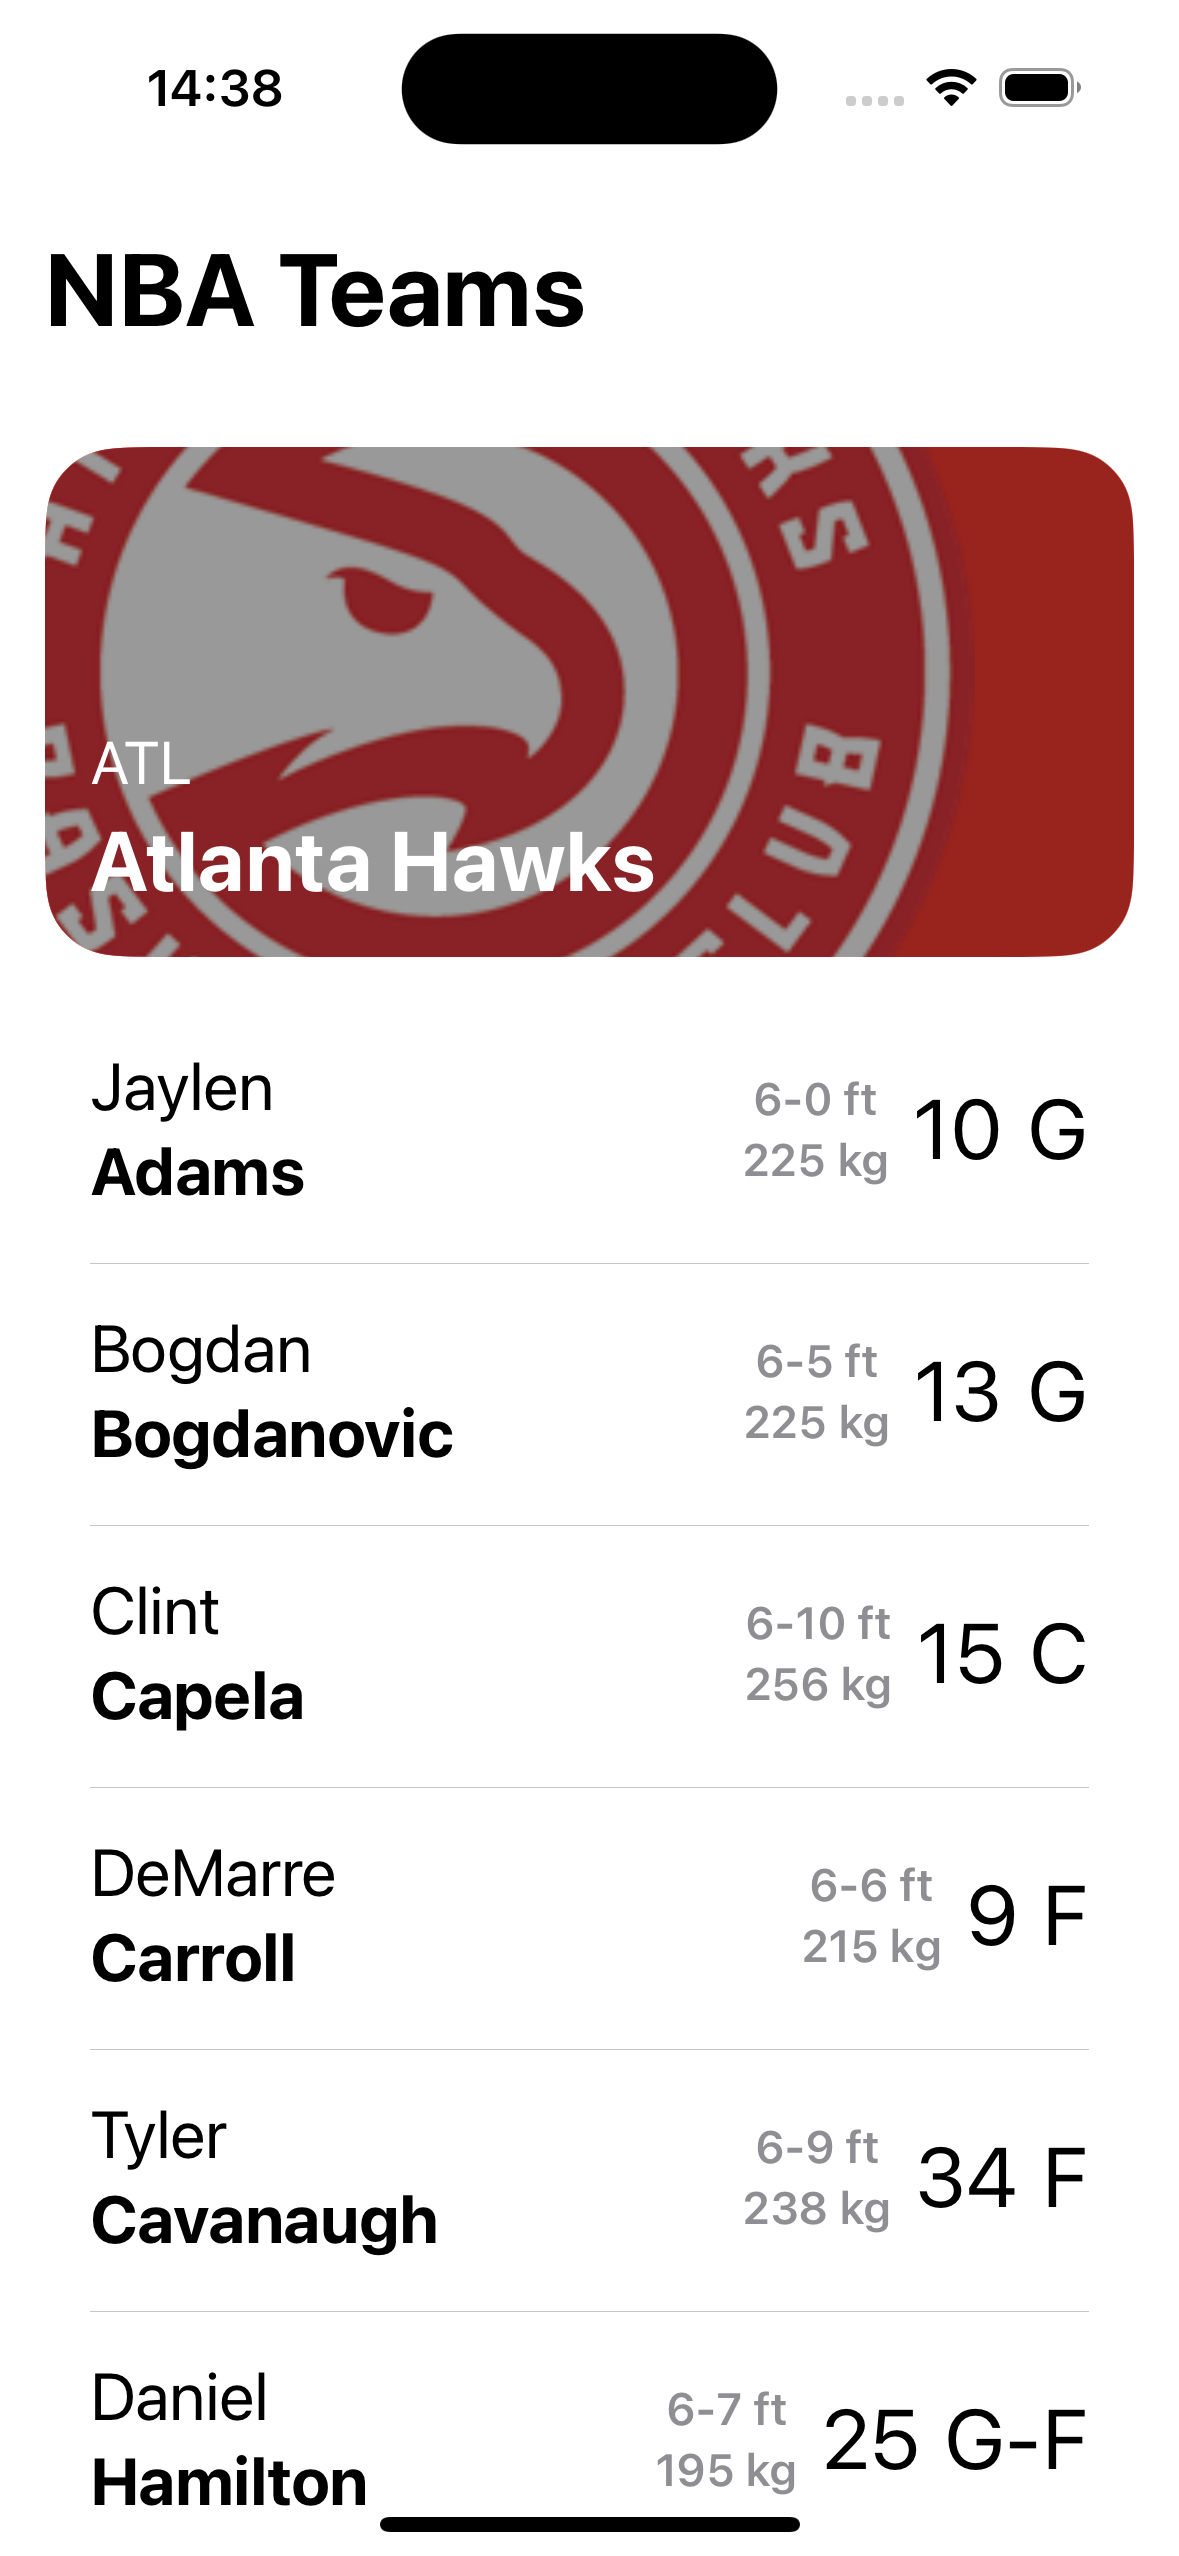 14:38
NBA Teams
HS
CLUB
ATL
Atlanta Hawks
Jaylen
Adams
6-0 ft
225 kg
10 G
Bogdan
Bogdanovic
6-5 ft
225 kg
13 G
Clint
Capela
6-10 ft
256 kg
15 C
DeMarre
Carroll
6-6 ft
215 kg
9 F
Tyler
Cavanaugh
6-9 ft
238 kg
34 F
Daniel
Hamilton
6-7 ft
195 kg
25 G-F